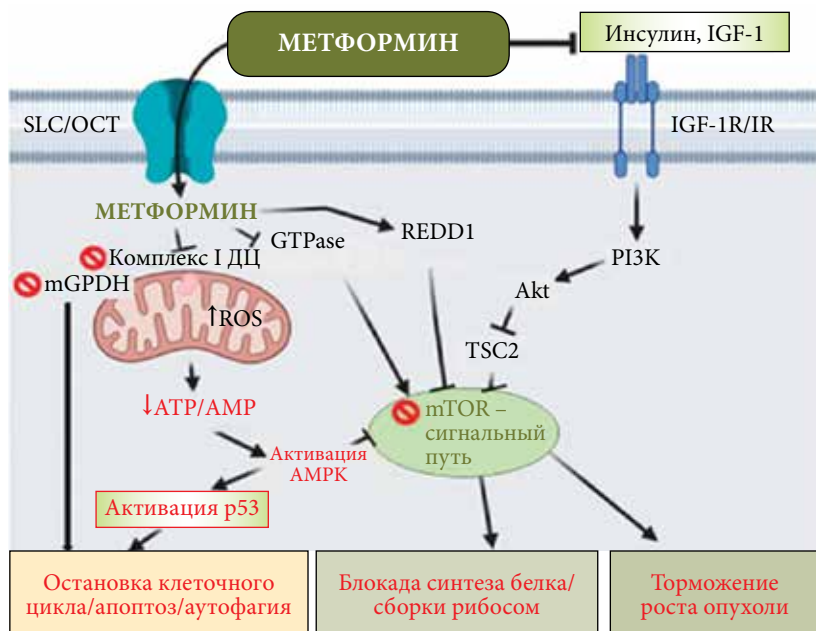 МЕТФОРМИН
Инсулин, IGF-1
SLC/OCT
IGF-1R/IR
МЕТФОРМИН
GTPase
REDD1
Комплекс I ДЦ
mGPDH
PI3K
Akt
↑ROS
TSC2
↓ATP/AMP
mTOR –
сигнальный
путь
Активация
AMPK
Активация p53
Остановка клеточного
цикла/апоптоз/аутофагия
Блокада синтеза белка/
сборки рибосом
Торможение
роста опухоли